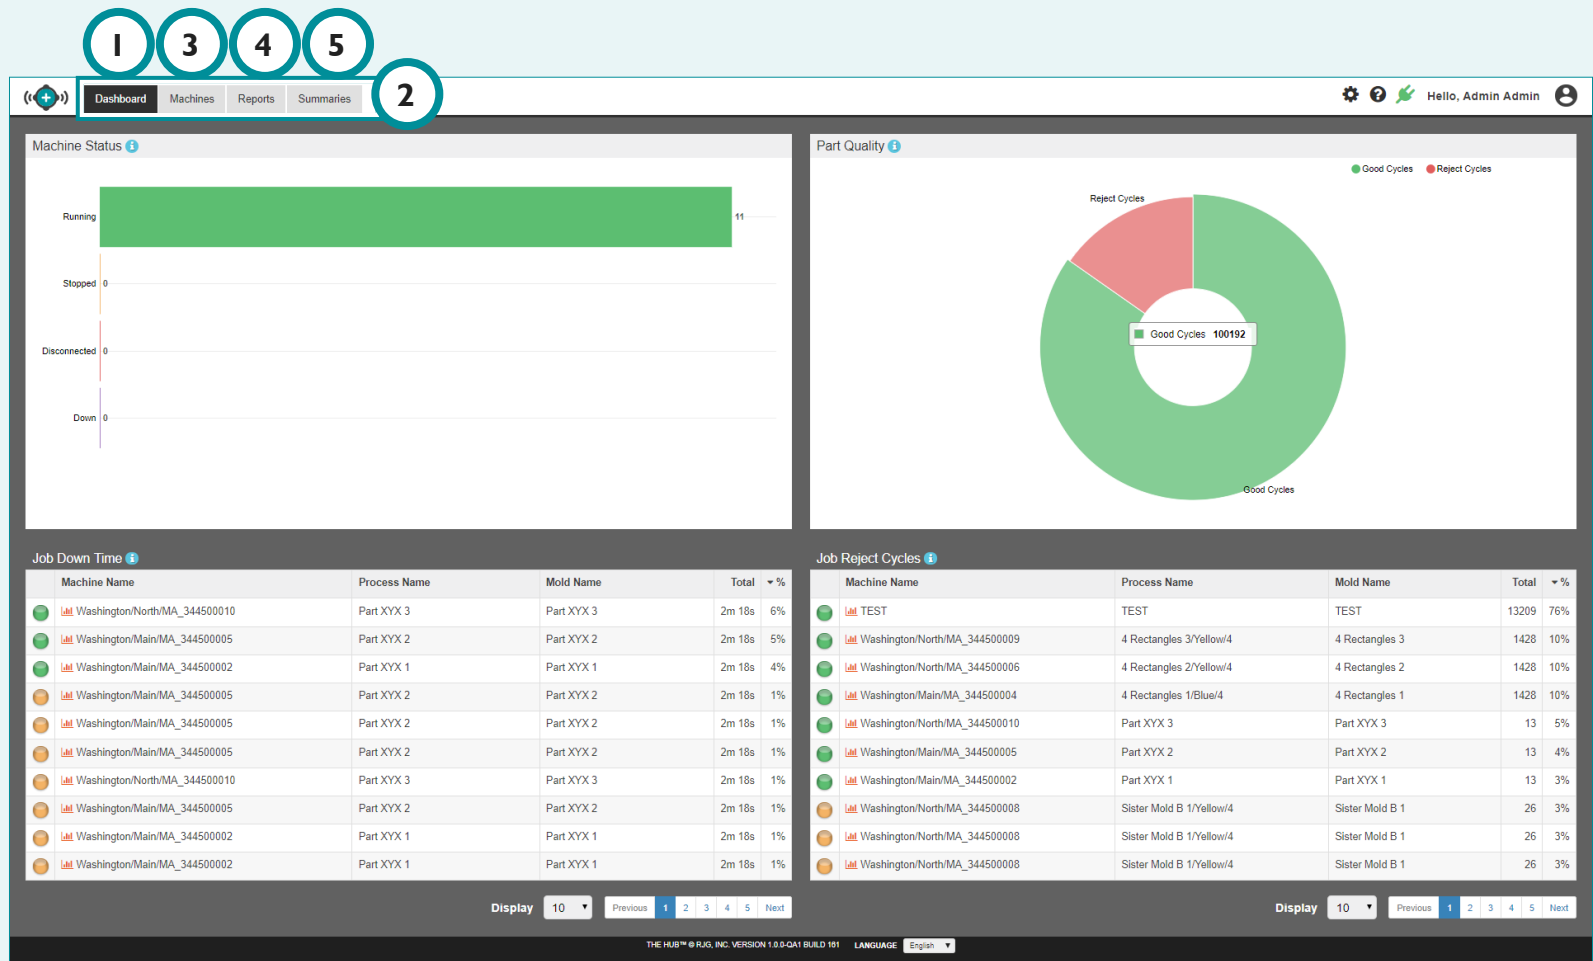 1 3 4 5
2
Dashboard Machines Reports Summaries
Hello, Admin Admin
Machine Status
Running 11
Stopped 0
Disconnected 0
Down 0
Part Quality
Good Cycles Reject Cycles
Reject Cycles
Good Cycles 100192
Good Cycles
Job Down Time
Machine Name Process Name Mold Name Total %
Washington/North/MA_344500010 Part XYX 3 Part XYX 3 2m 18s 6%
Washington/Main/MA_344500005 Part XYX 2 Part XYX 2 2m 18s 5%
Washington/Main/MA_344500002 Part XYX 1 Part XYX 1 2m 18s 4%
Washington/Main/MA_344500005 Part XYX 2 Part XYX 2 2m 18s 1%
Washington/Main/MA_344500005 Part XYX 2 Part XYX 2 2m 18s 1%
Washington/Main/MA_344500005 Part XYX 2 Part XYX 2 2m 18s 1%
Washington/North/MA_344500010 Part XYX 3 Part XYX 3 2m 18s 1%
Washington/Main/MA_344500005 Part XYX 2 Part XYX 2 2m 18s 1%
Washington/Main/MA_344500002 Part XYX 1 Part XYX 1 2m 18s 1%
Washington/Main/MA_344500002 Part XYX 1 Part XYX 1 2m 18s 1%
Display 10 Previous 1 2 3 4 5 Next
Job Reject Cycles
Machine Name Process Name Mold Name Total %
TEST TEST TEST 13209 76%
Washington/North/MA_344500009 4 Rectangles 3/Yellow/4 4 Rectangles 3 1428 10%
Washington/North/MA_344500006 4 Rectangles 2/Yellow/4 4 Rectangles 2 1428 10%
Washington/Main/MA_344500004 4 Rectangles 1/Blue/4 4 Rectangles 1 1428 10%
Washington/North/MA_344500010 Part XYX 3 Part XYX 3 13 5%
Washington/Main/MA_344500005 Part XYX 2 Part XYX 2 13 4%
Washington/Main/MA_344500002 Part XYX 1 Part XYX 1 13 3%
Washington/North/MA_344500008 Sister Mold B 1/Yellow/4 Sister Mold B 1 26 3%
Washington/North/MA_344500008 Sister Mold B 1/Yellow/4 Sister Mold B 1 26 3%
Washington/North/MA_344500008 Sister Mold B 1/Yellow/4 Sister Mold B 1 26 3%
Display 10 Previous 1 2 3 4 5 Next
THE HUB™ © RJG, INC. VERSION 1.0.0-QA1 BUILD 161 LANGUAGE English